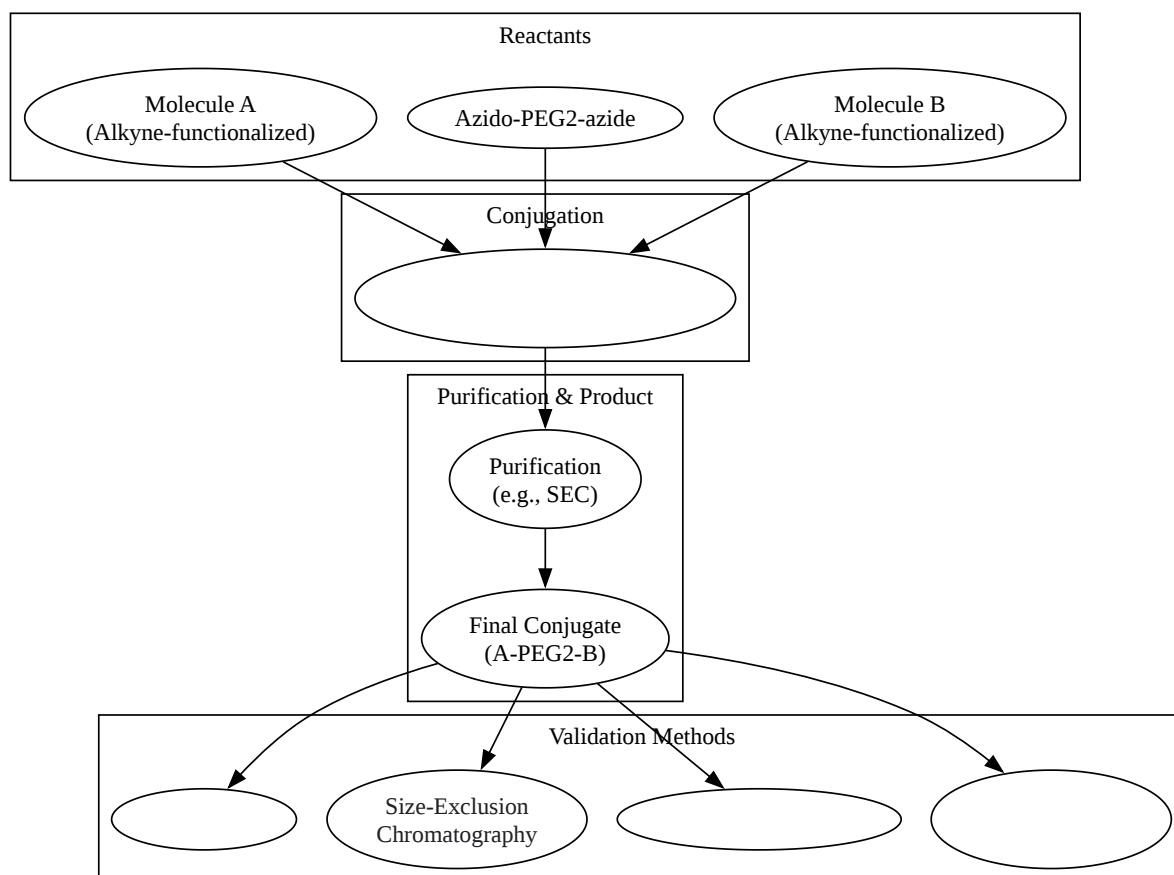 Reactants
Molecule A
(Alkyne-functionalized)
Azido-PEG2-azide
Molecule B
(Alkyne-functionalized)
Conjugation
Purification & Product
Purification
(e.g., SEC)
Final Conjugate
(A-PEG2-B)
Validation Methods
Size-Exclusion
Chromatography